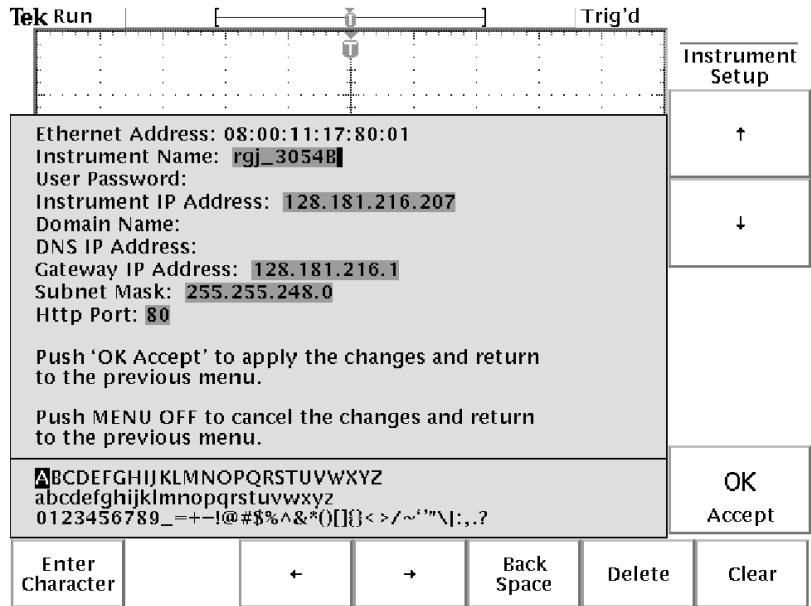 Tek Run Trig'd
T
T
Instrument
Setup
↑
↓
Ethernet Address: 08:00:11:17:80:01
Instrument Name: rgj_3054B
User Password:
Instrument IP Address: 128.181.216.207
Domain Name:
DNS IP Address:
Gateway IP Address: 128.181.216.1
Subnet Mask: 255.255.248.0
Http Port: 80
Push ‘OK Accept’ to apply the changes and return
to the previous menu.
Push MENU OFF to cancel the changes and return
to the previous menu.
ABCDEFGHIJKLMNOPQRSTUVWXYZ
abcdefghijklmnopqrstuvwxyz
0123456789_=+−!@#$%^&*()[]{}<>/~‘’"\|:,.?
OK
Accept
Enter
Character
←
→
Back
Space
Delete
Clear